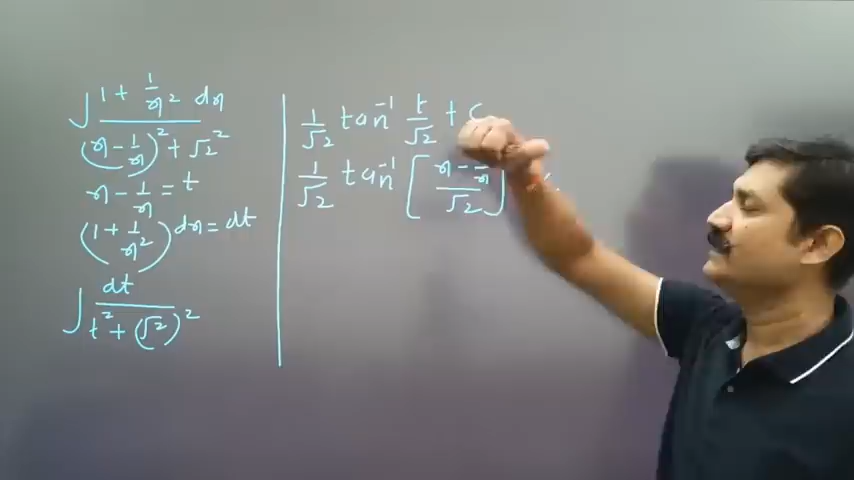 ∫ (1 + 1/x²) dx / ((x - 1/x)² + √2²)
x - 1/x = t
(1 + 1/x²) dx = dt
∫ dt / (t² + (√2)²)
1/√2 tan⁻¹ t/√2 + c
1/√2 tan⁻¹ [(x - 1/x)/√2]